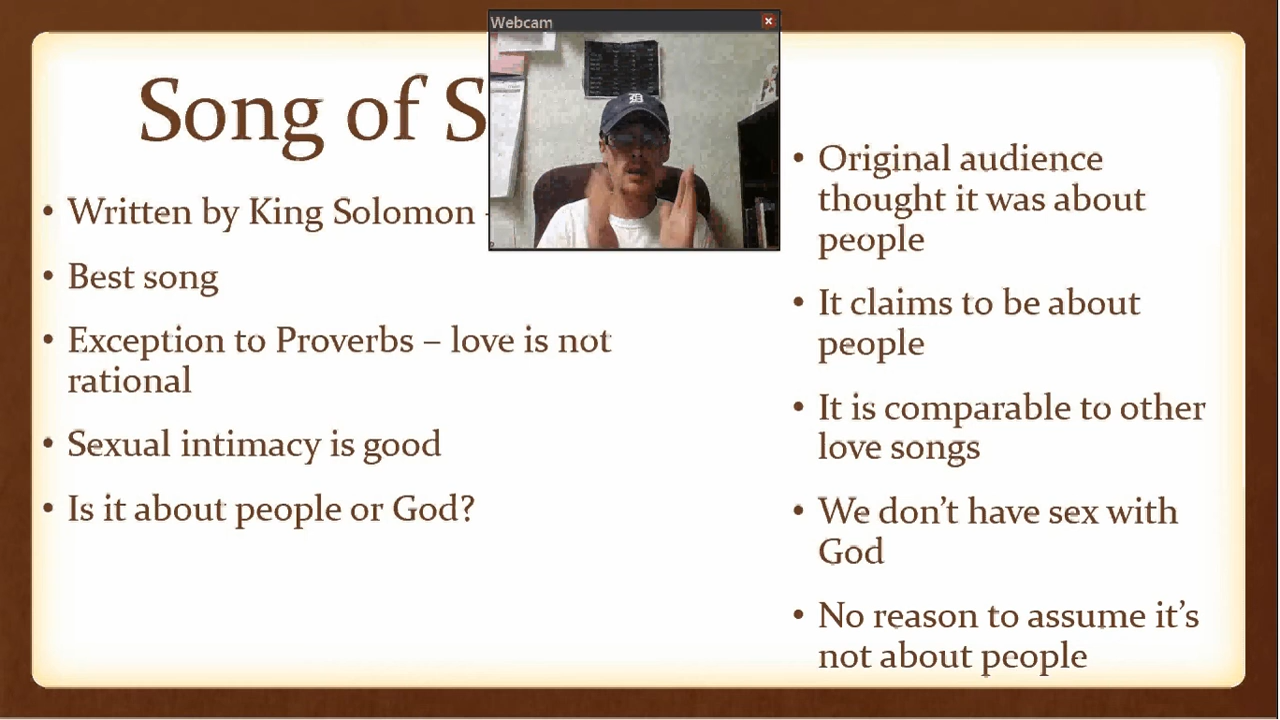 Webcam
Song of S
• Written by King Solomon -
• Best song
• Exception to Proverbs – love is not
rational
• Sexual intimacy is good
• Is it about people or God?
• Original audience
thought it was about
people
• It claims to be about
people
• It is comparable to other
love songs
• We don’t have sex with
God
• No reason to assume it’s
not about people